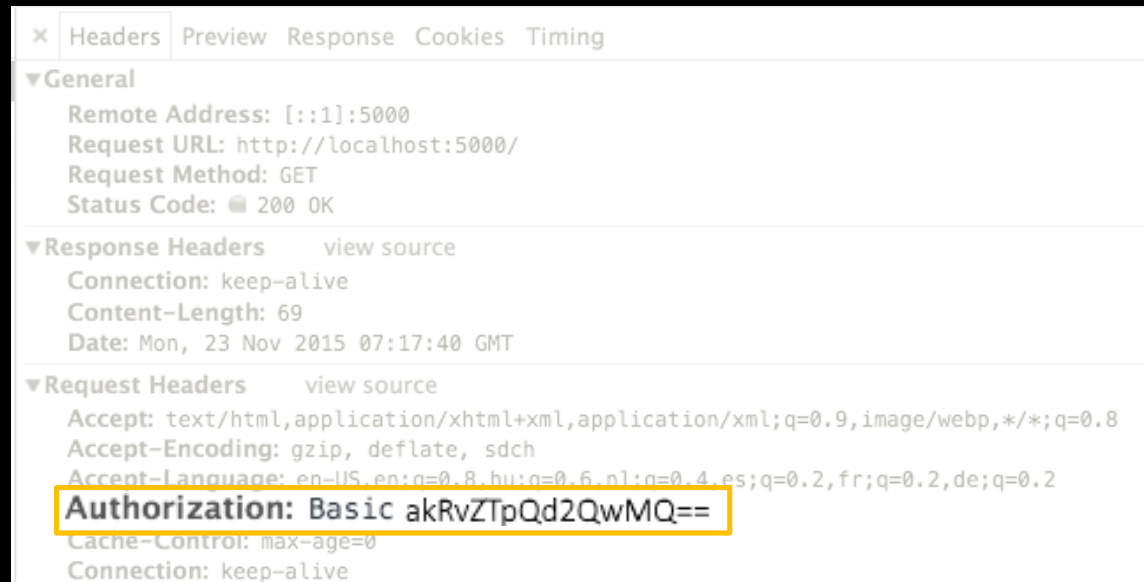 × Headers Preview Response Cookies Timing
▼General
Remote Address: [::1]:5000
Request URL: http://localhost:5000/
Request Method: GET
Status Code: 200 OK
▼Response Headers view source
Connection: keep-alive
Content-Length: 69
Date: Mon, 23 Nov 2015 07:17:40 GMT
▼Request Headers view source
Accept: text/html,application/xhtml+xml,application/xml;q=0.9,image/webp,*/*;q=0.8
Accept-Encoding: gzip, deflate, sdch
Accept-Language: en-US,en;q=0.8,hu;q=0.6,nl;q=0.4,es;q=0.2,fr;q=0.2,de;q=0.2
Authorization: Basic akRvZTpQd2QwMQ==
Cache-Control: max-age=0
Connection: keep-alive